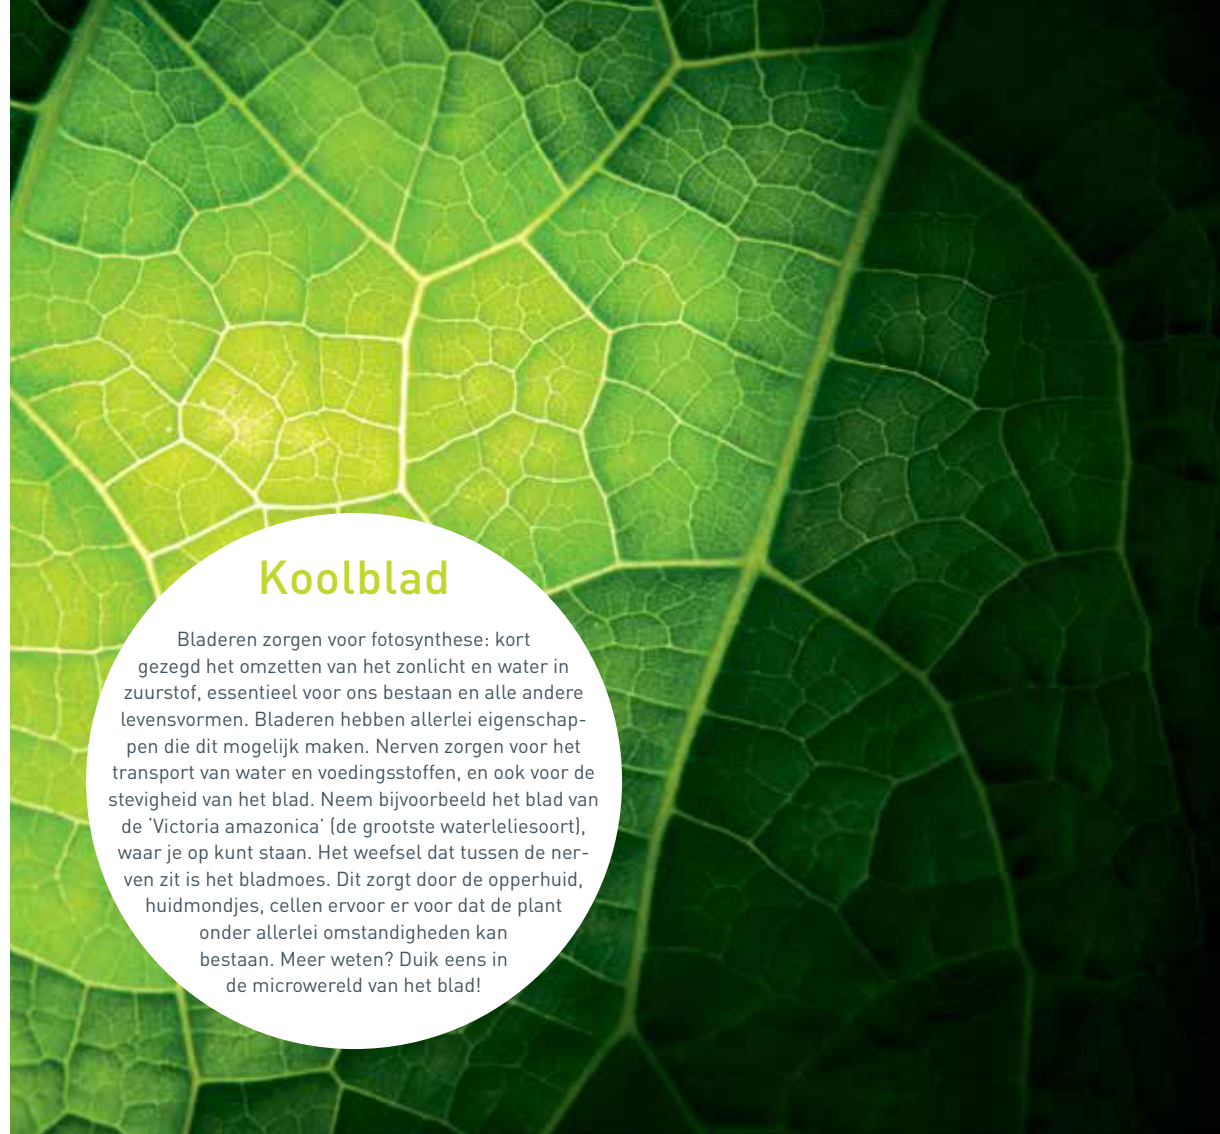 Koolblad
Bladeren zorgen voor fotosynthese: kort
gezegd het omzetten van het zonlicht en water in
zuurstof, essentieel voor ons bestaan en alle andere
levensvormen. Bladeren hebben allerlei eigenschap-
pen die dit mogelijk maken. Nerven zorgen voor het
transport van water en voedingsstoffen, en ook voor de
stevigheid van het blad. Neem bijvoorbeeld het blad van
de ‘Victoria amazonica’ (de grootste waterleliesoort),
waar je op kunt staan. Het weefsel dat tussen de ner-
ven zit is het bladmoes. Dit zorgt door de opperhuid,
huidmondjes, cellen ervoor er voor dat de plant
onder allerlei omstandigheden kan
bestaan. Meer weten? Duik eens in
de microwereld van het blad!